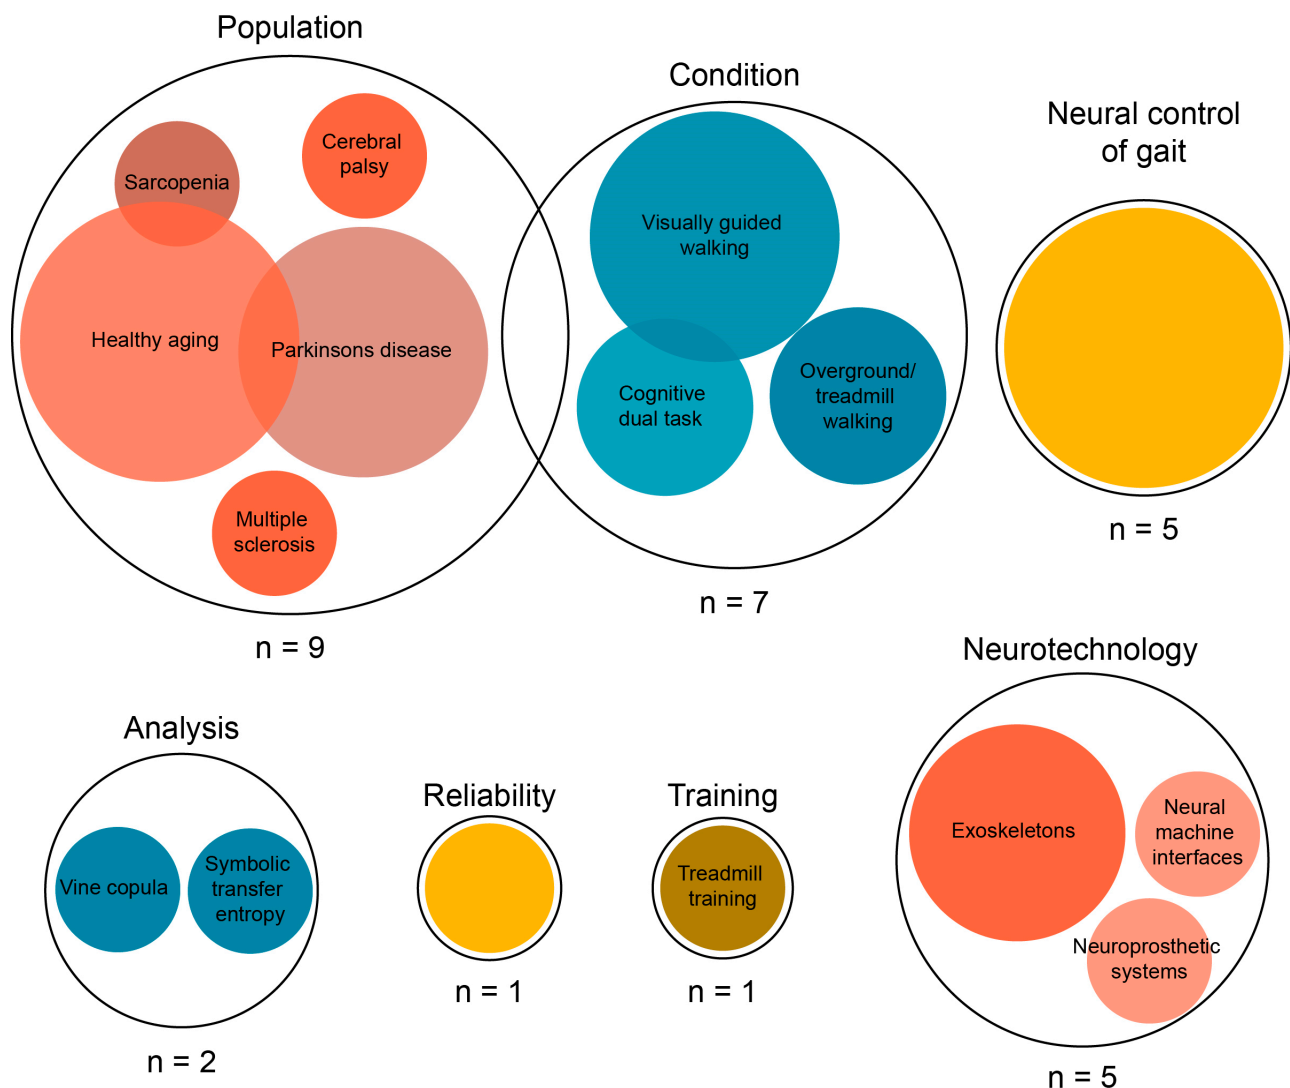 Population
Sarcopenia
Cerebral
palsy
Healthy aging
Parkinsons disease
Multiple
sclerosis
n = 9
Condition
Visually guided
walking
Cognitive
dual task
Overground/
treadmill
walking
n = 7
Neural control
of gait
n = 5
Analysis
Vine copula
Symbolic
transfer
entropy
n = 2
Reliability
n = 1
Training
Treadmill
training
n = 1
Neurotechnology
Exoskeletons
Neural
machine
interfaces
Neuroprosthetic
systems
n = 5